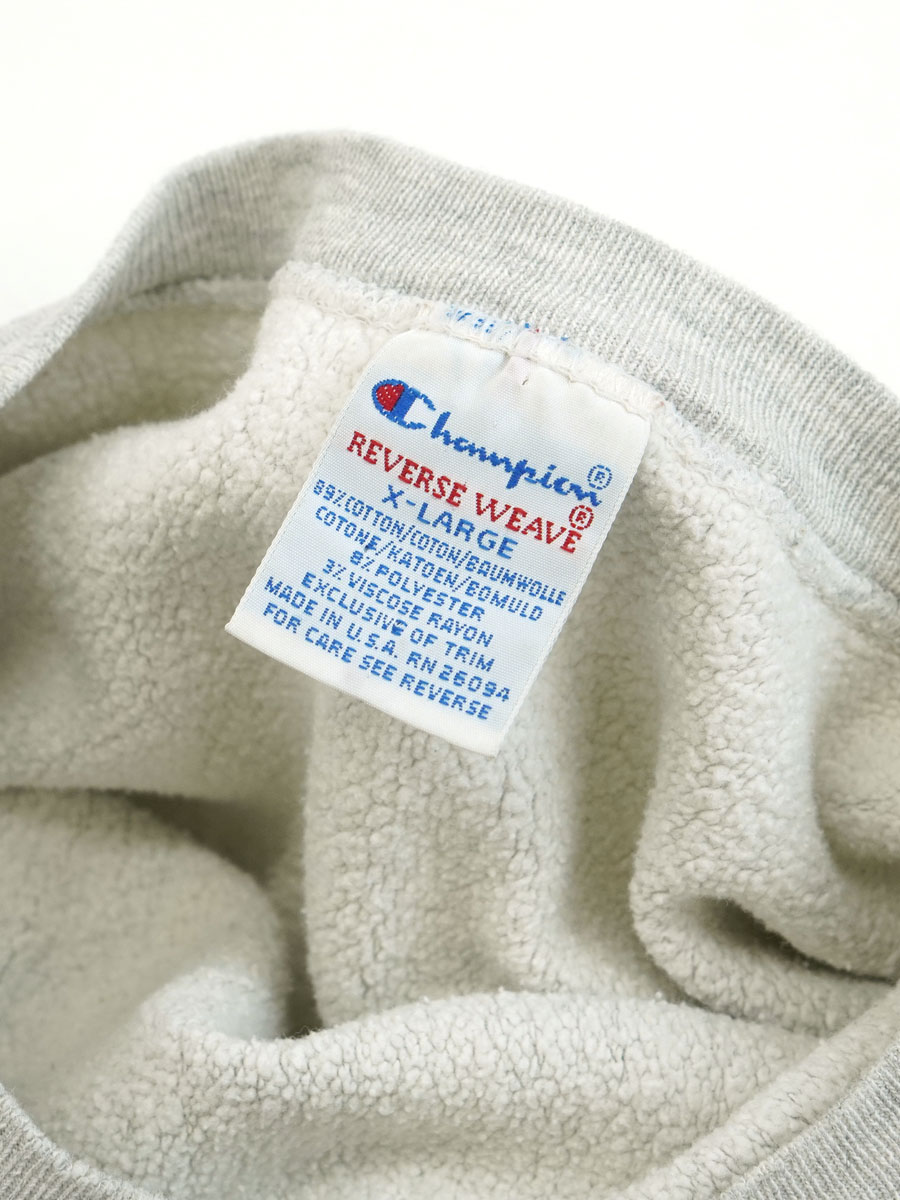 Champion®
REVERSE WEAVE®
X-LARGE
89%COTTON/COTON/BAUMWOLLE
COTONE/KATOEN/BOMULD
8% POLYESTER
3% VISCOSE RAYON
EXCLUSIVE OF TRIM
MADE IN U.S.A. RN 26094
FOR CARE SEE REVERSE